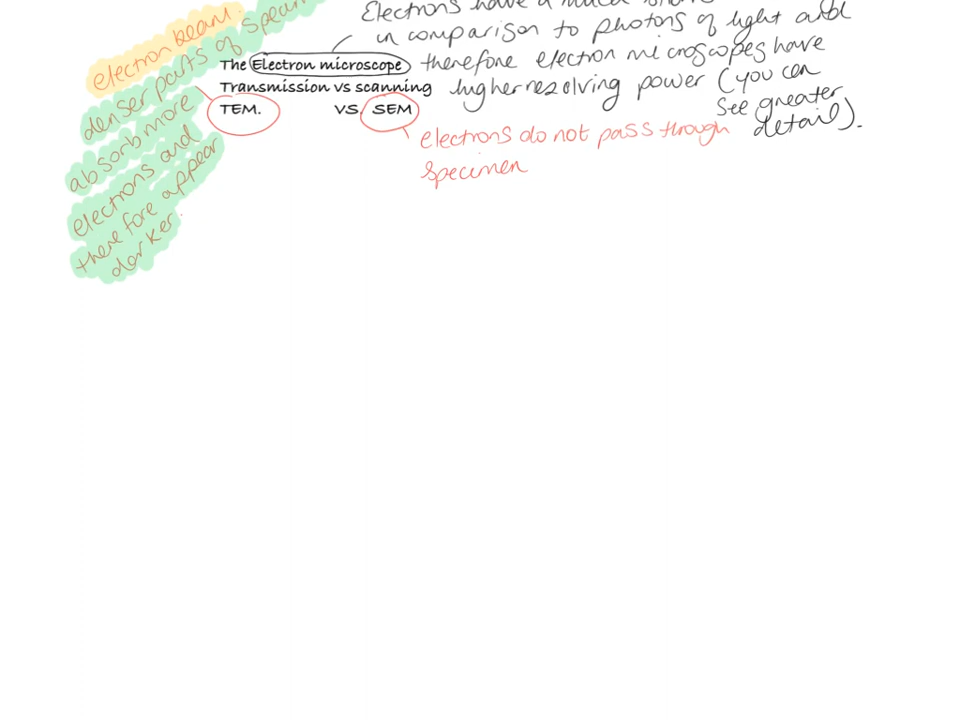 Electrons have a much
in comparison to photons of light and
The Electron microscope
therefore electron microscopes have
Transmission vs scanning
higher resolving power (you can
see greater
detail).
TEM. VS SEM
electrons do not pass through
specimen
electron beam.
denser parts of
absorb more
electrons and
therefore appear
darker.